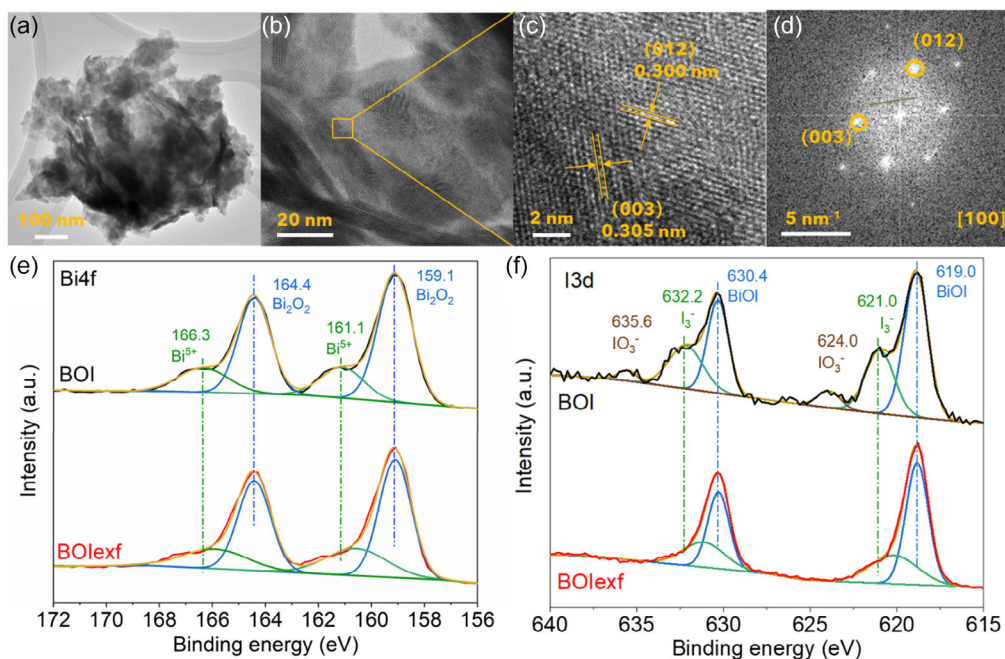 (a)
100 nm
(b)
20 nm
(c)
(012)
0.300 nm
(003)
0.305 nm
2 nm
(d)
(012)
(003)
5 nm⁻¹
[100]
(e)
Bi4f
164.4
Bi₂O₂
159.1
Bi₂O₂
166.3
Bi⁵⁺
161.1
Bi⁵⁺
BOI
BOIexf
Intensity (a.u.)
172 170 168 166 164 162 160 158 156
Binding energy (eV)
(f)
I3d
635.6
IO₃⁻
632.2
I₃⁻
630.4
BiOI
624.0
IO₃⁻
621.0
I₃⁻
619.0
BiOI
BOI
BOIexf
Intensity (a.u.)
640 635 630 625 620 615
Binding energy (eV)